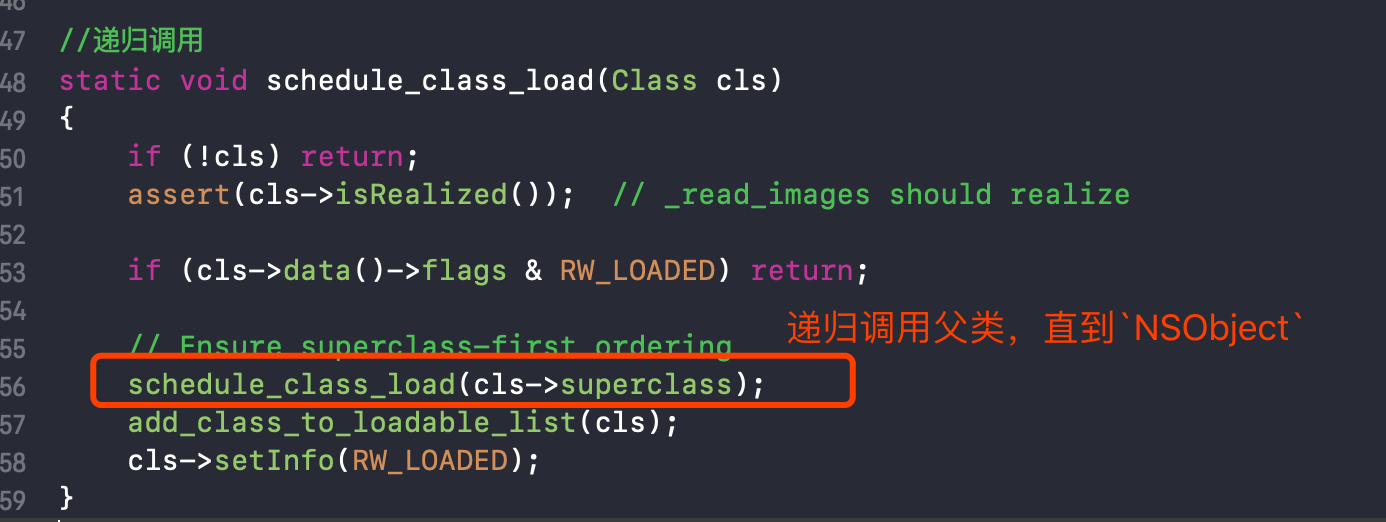 46
47 //递归调用
48 static void schedule_class_load(Class cls)
49 {
50     if (!cls) return;
51     assert(cls->isRealized());  // _read_images should realize
52
53     if (cls->data()->flags & RW_LOADED) return;
54
递归调用父类，直到`NSObject`
55     // Ensure superclass-first ordering
56     schedule_class_load(cls->superclass);
57     add_class_to_loadable_list(cls);
58     cls->setInfo(RW_LOADED);
59 }